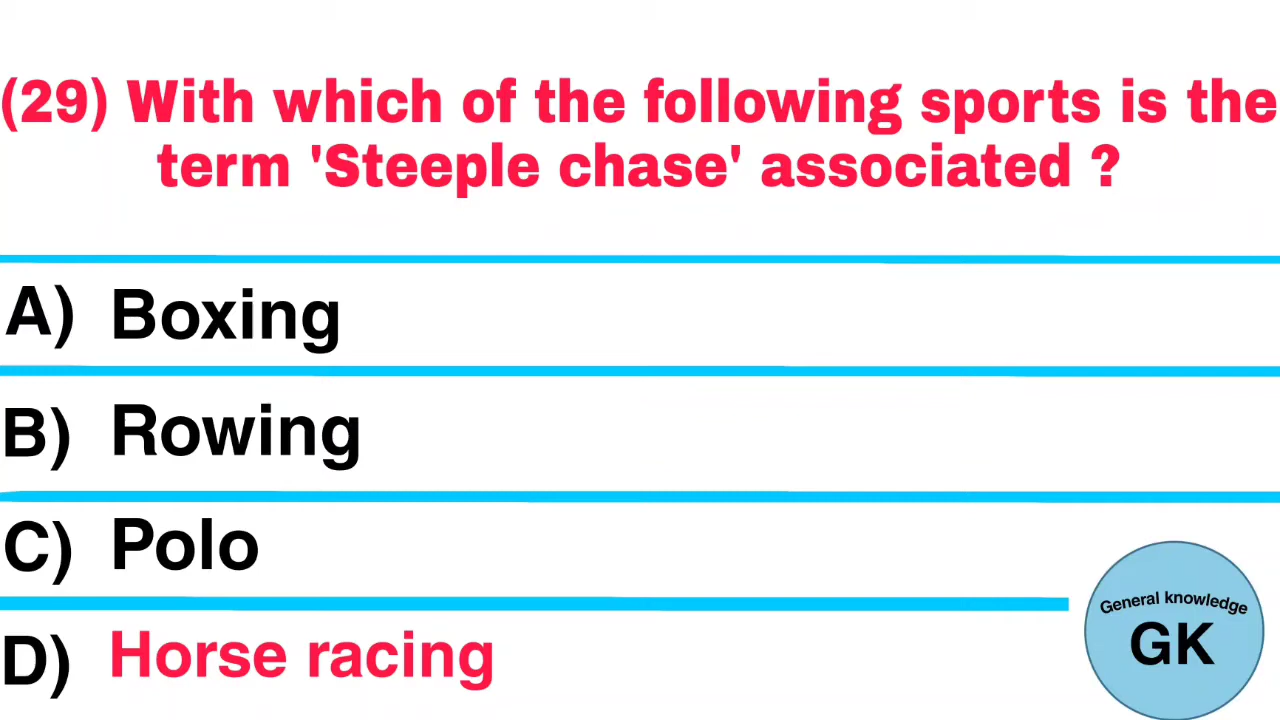 (29) With which of the following sports is the
term 'Steeple chase' associated ?
A) Boxing
B) Rowing
C) Polo
D) Horse racing
General knowledge
GK